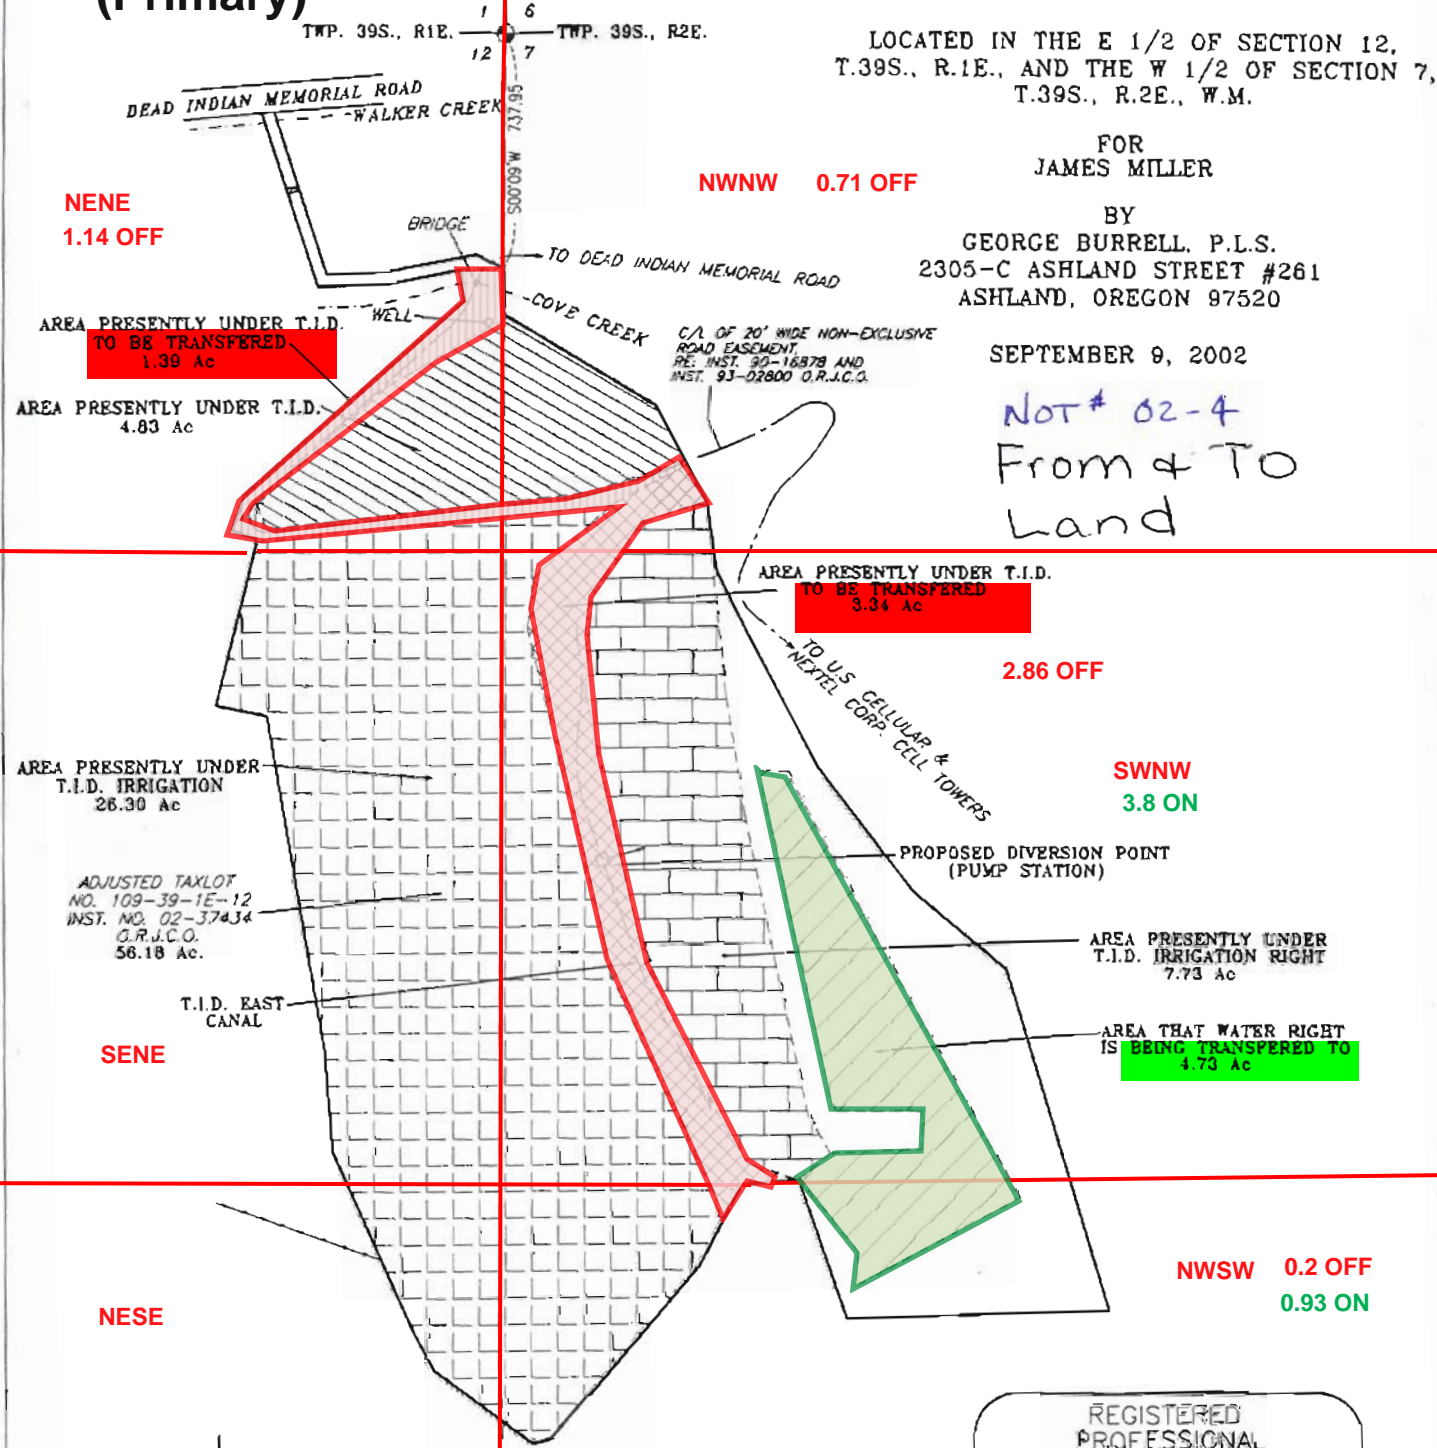 (Primary)
1 6
TWP. 39S., R1E. TWP. 39S., R2E.
12 7
LOCATED IN THE E 1/2 OF SECTION 12,
T.39S., R.1E., AND THE W 1/2 OF SECTION 7,
T.39S., R.2E., W.M.
FOR
JAMES MILLER
BY
GEORGE BURRELL, P.L.S.
2305-C ASHLAND STREET #261
ASHLAND, OREGON 97520
SEPTEMBER 9, 2002
NOT# 02-4
From & To
Land
DEAD INDIAN MEMORIAL ROAD
WALKER CREEK
S00'09"W 737.95
NENE
1.14 OFF
NWNW 0.71 OFF
BRIDGE
TO DEAD INDIAN MEMORIAL ROAD
COVE CREEK
WELL
AREA PRESENTLY UNDER T.I.D.
TO BE TRANSFERED
1.39 Ac
C/L OF 20' WIDE NON-EXCLUSIVE
ROAD EASEMENT,
RE: INST. 90-16878 AND
INST. 93-02800 O.R.J.C.O.
AREA PRESENTLY UNDER T.I.D.
4.83 Ac
AREA PRESENTLY UNDER T.I.D.
TO BE TRANSFERED
3.34 Ac
2.86 OFF
TO U.S CELLULAR &
NEXTEL CORP. CELL TOWERS
SWNW
3.8 ON
AREA PRESENTLY UNDER
T.I.D. IRRIGATION
26.30 Ac
PROPOSED DIVERSION POINT
(PUMP STATION)
ADJUSTED TAXLOT
NO. 109-39-1E-12
INST. NO. 02-37434
O.R.J.C.O.
56.18 Ac.
AREA PRESENTLY UNDER
T.I.D. IRRIGATION RIGHT
7.73 Ac
T.I.D. EAST
CANAL
AREA THAT WATER RIGHT
IS BEING TRANSFERED TO
4.73 Ac
SENE
NWSW 0.2 OFF
0.93 ON
NESE
REGISTERED
PROFESSIONAL